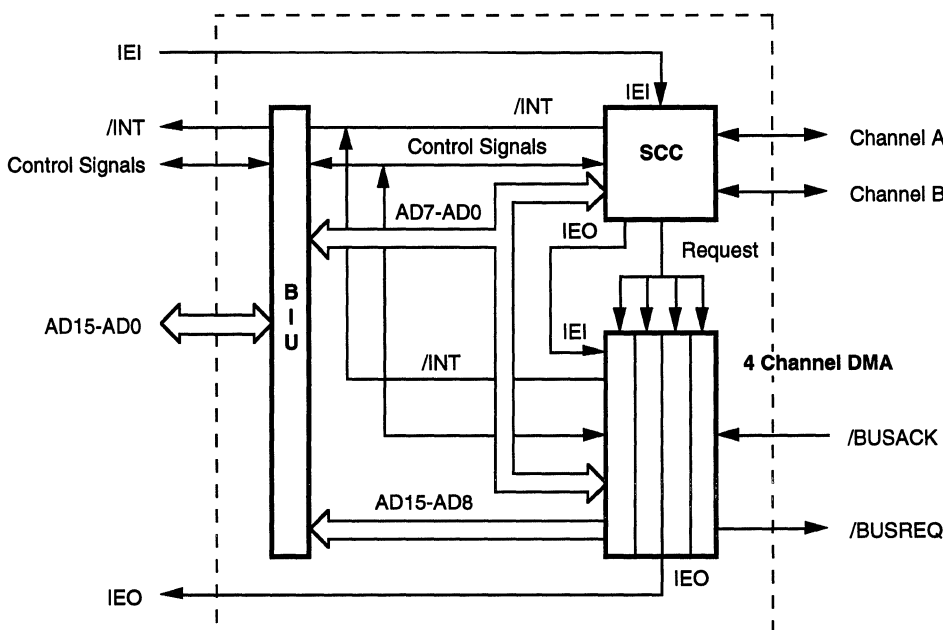 IEI
IEI
/INT
/INT
SCC
Channel A
Control Signals
Control Signals
AD7-AD0
Channel B
IEO
Request
B
I
U
AD15-AD0
IEI
/INT
4 Channel DMA
/BUSACK
AD15-AD8
/BUSREQ
IEO
IEO